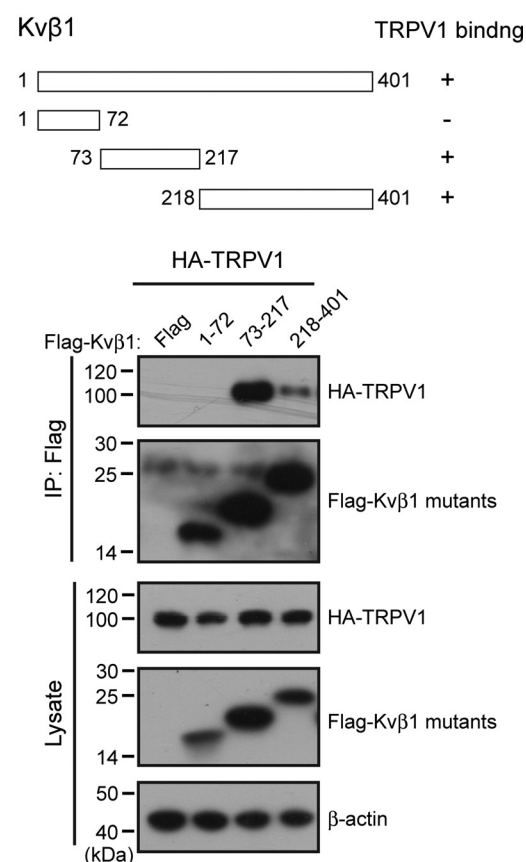 Kvβ1 TRPV1 bindng
1 401 +
1 72 -
73 217 +
218 401 +
HA-TRPV1
Flag-Kvβ1: Flag 1-72 73-217 218-401
IP: Flag
120
100
HA-TRPV1
30
25
14
Flag-Kvβ1 mutants
Lysate
120
100
HA-TRPV1
30
25
14
Flag-Kvβ1 mutants
50
40
β-actin
(kDa)